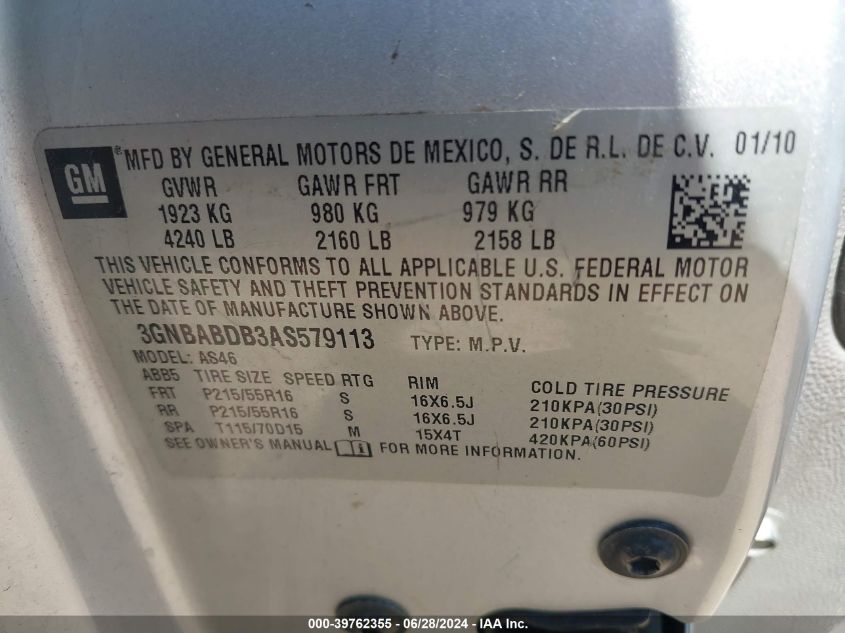 GM ® MFD BY GENERAL MOTORS DE MEXICO, S. DE R.L. DE C.V. 01/10
GVWR GAWR FRT GAWR RR
1923 KG 980 KG 979 KG
4240 LB 2160 LB 2158 LB
THIS VEHICLE CONFORMS TO ALL APPLICABLE U.S. FEDERAL MOTOR
VEHICLE SAFETY AND THEFT PREVENTION STANDARDS IN EFFECT ON
THE DATE OF MANUFACTURE SHOWN ABOVE.
3GNBABDB3AS579113 TYPE: M.P.V.
MODEL: AS46
ABB5 TIRE SIZE SPEED RTG RIM COLD TIRE PRESSURE
FRT P215/55R16 S 16X6.5J 210KPA(30PSI)
RR P215/55R16 S 16X6.5J 210KPA(30PSI)
SPA T115/70D15 M 15X4T 420KPA(60PSI)
SEE OWNER'S MANUAL FOR MORE INFORMATION.
000-39762355 - 06/28/2024 - IAA Inc.